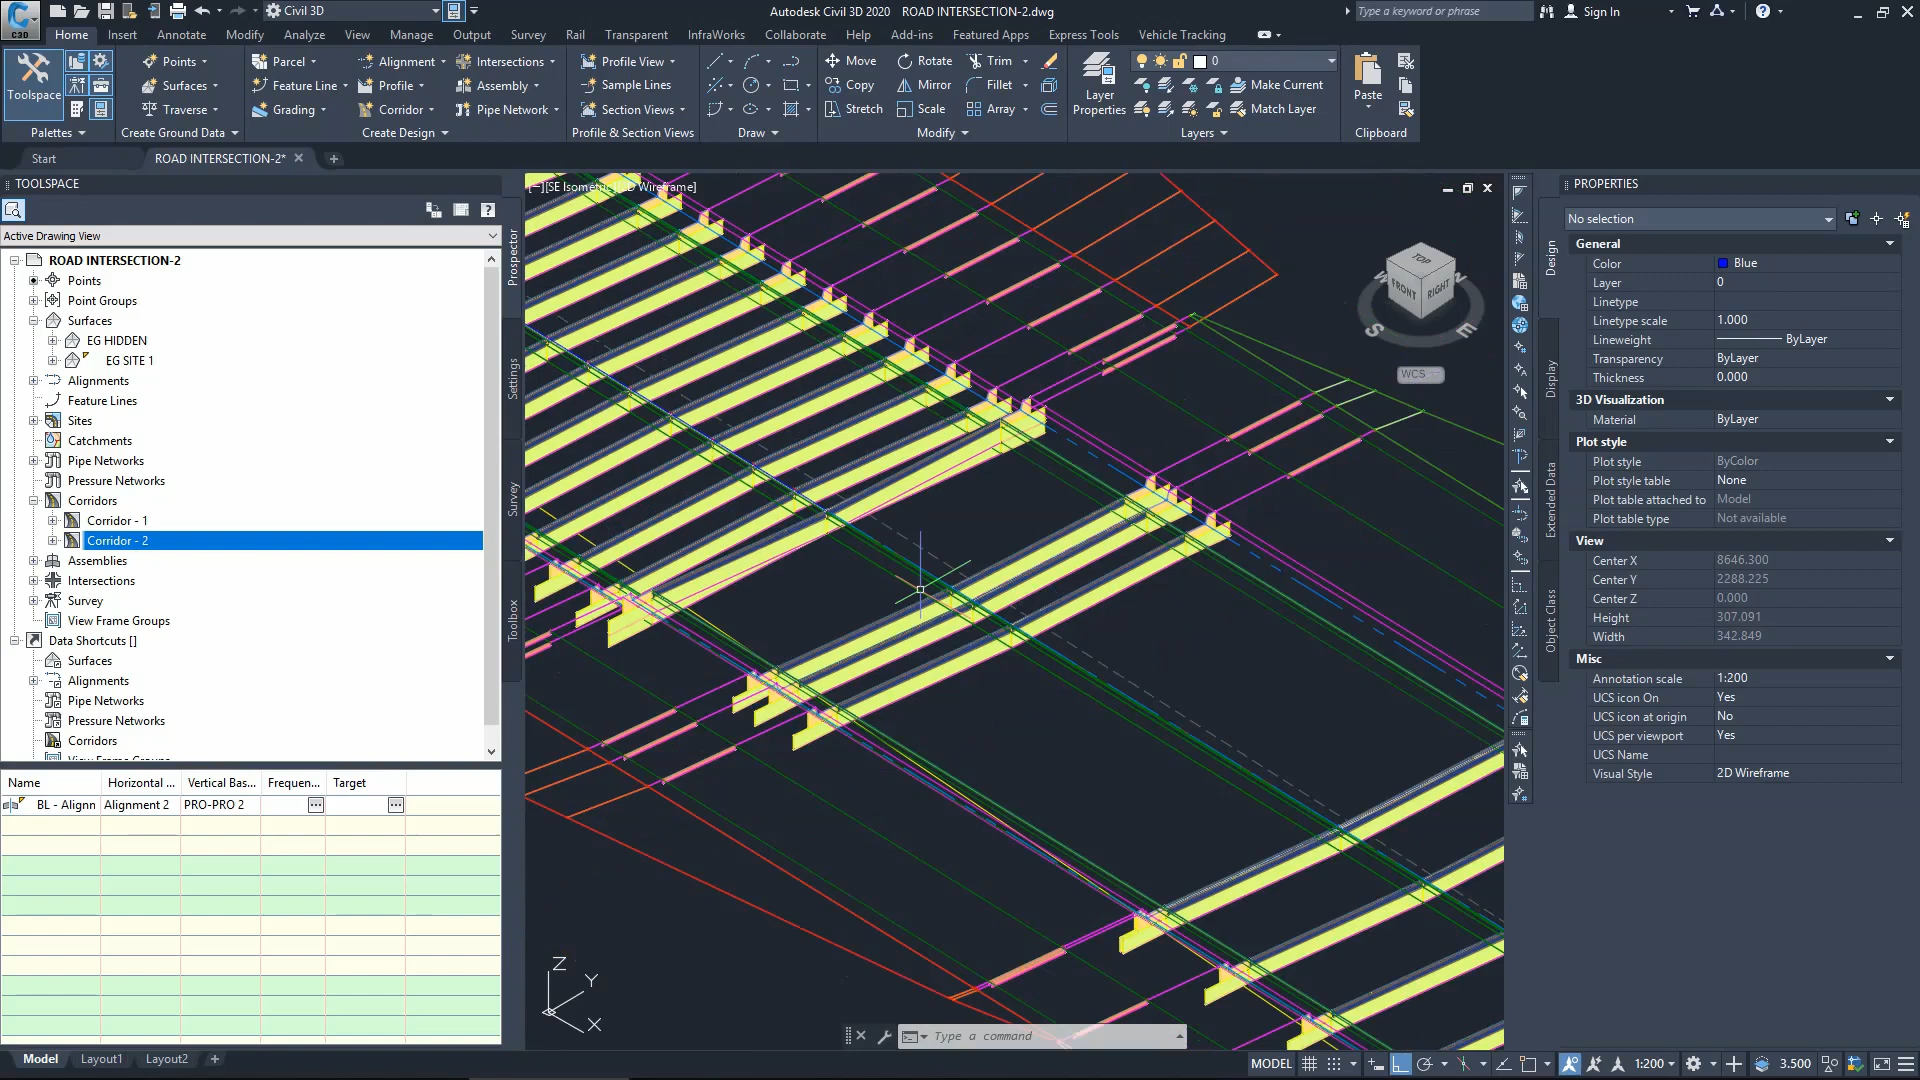 C3D
Civil 3D
Autodesk Civil 3D 2020 ROAD INTERSECTION-2.dwg
Type a keyword or phrase
Sign In
Home Insert Annotate Modify Analyze View Manage Output Survey Rail Transparent InfraWorks Collaborate Help Add-ins Featured Apps Express Tools Vehicle Tracking
Toolspace
Points
Surfaces
Traverse
Parcel
Feature Line
Grading
Alignment
Profile
Corridor
Intersections
Assembly
Pipe Network
Profile View
Sample Lines
Section Views
Move
Copy
Stretch
Rotate
Mirror
Scale
Trim
Fillet
Array
Layer
Properties
0
Make Current
Match Layer
Paste
Palettes
Create Ground Data
Create Design
Profile & Section Views
Draw
Modify
Layers
Clipboard
Start
ROAD INTERSECTION-2*
TOOLSPACE
Active Drawing View
ROAD INTERSECTION-2
Points
Point Groups
Surfaces
EG HIDDEN
EG SITE 1
Alignments
Feature Lines
Sites
Catchments
Pipe Networks
Pressure Networks
Corridors
Corridor - 1
Corridor - 2
Assemblies
Intersections
Survey
View Frame Groups
Data Shortcuts []
Surfaces
Alignments
Pipe Networks
Pressure Networks
Corridors
View Frame Groups
Prospector
Settings
Survey
Toolbox
Name Horizontal ... Vertical Bas... Frequen... Target
BL - Alignn Alignment 2 PRO-PRO 2
Model Layout1 Layout2
[–][SE Isometric][2D Wireframe]
TOP
FRONT
RIGHT
W
N
S
E
WCS
Z
Y
X
Type a command
PROPERTIES
No selection
Design
Display
Extended Data
Object Class
General
Color Blue
Layer 0
Linetype
Linetype scale 1.000
Lineweight ByLayer
Transparency ByLayer
Thickness 0.000
3D Visualization
Material ByLayer
Plot style
Plot style ByColor
Plot style table None
Plot table attached to Model
Plot table type Not available
View
Center X 8646.300
Center Y 2288.225
Center Z 0.000
Height 307.091
Width 342.849
Misc
Annotation scale 1:200
UCS icon On Yes
UCS icon at origin No
UCS per viewport Yes
UCS Name
Visual Style 2D Wireframe
MODEL
1:200
3.500